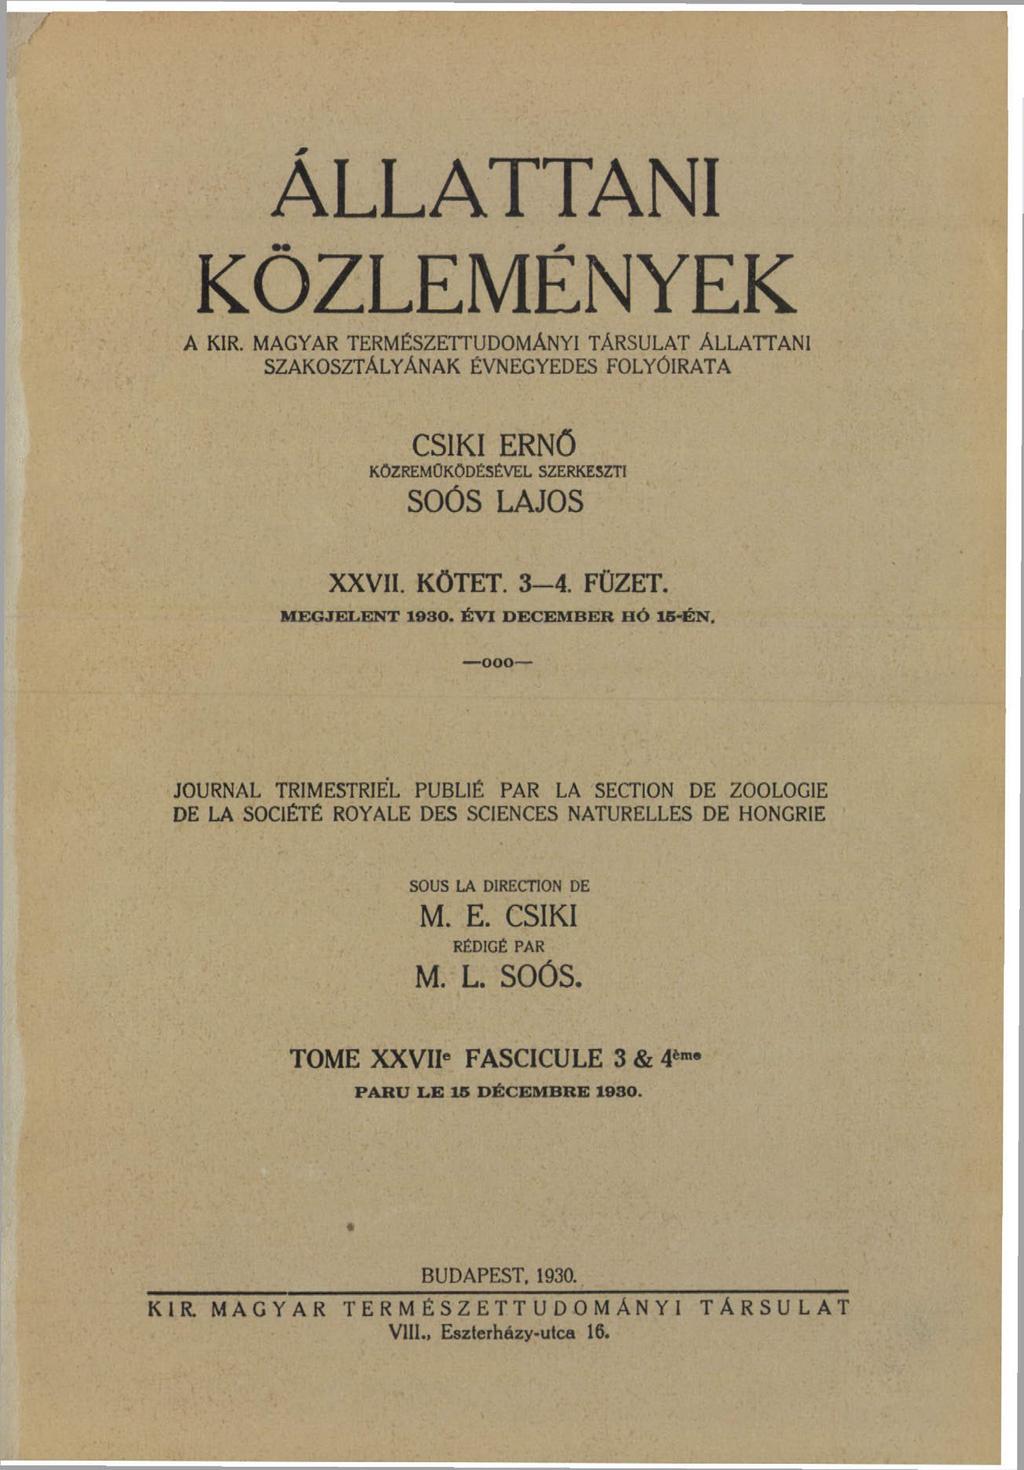 ÁLLATTANI
KÖZLEMÉNYEK
A KIR. MAGYAR TERMÉSZETTUDOMÁNYI TÁRSULAT ÁLLATTANI
SZAKOSZTÁLYÁNAK ÉVNEGYEDES FOLYÓIRATA
CSIKI ERNŐ
KÖZREMŰKÖDÉSÉVEL SZERKESZTI
SOÓS LAJOS
XXVII. KÖTET. 3—4. FÜZET.
MEGJELENT 1930. ÉVI DECEMBER HÓ 15-ÉN.
—ooo—
JOURNAL TRIMESTRIEL PUBLIÉ PAR LA SECTION DE ZOOLOGIE
DE LA SOCIÉTÉ ROYALE DES SCIENCES NATURELLES DE HONGRIE
SOUS LA DIRECTION DE
M. E. CSIKI
RÉDIGÉ PAR
M. L. SOÓS.
TOME XXVIIe FASCICULE 3 & 4ème
PARU LE 15 DÉCEMBRE 1930.
BUDAPEST, 1930.
KIR. MAGYAR TERMÉSZETTUDOMÁNYI TÁRSULAT
VIII., Eszterházy-utca 16.